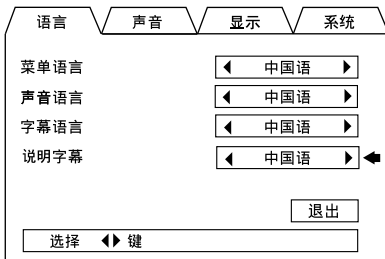 语言 声音 显示 系统
菜单语言 中国语
声音语言 中国语
字幕语言 中国语
说明字幕 中国语
退出
选择 键